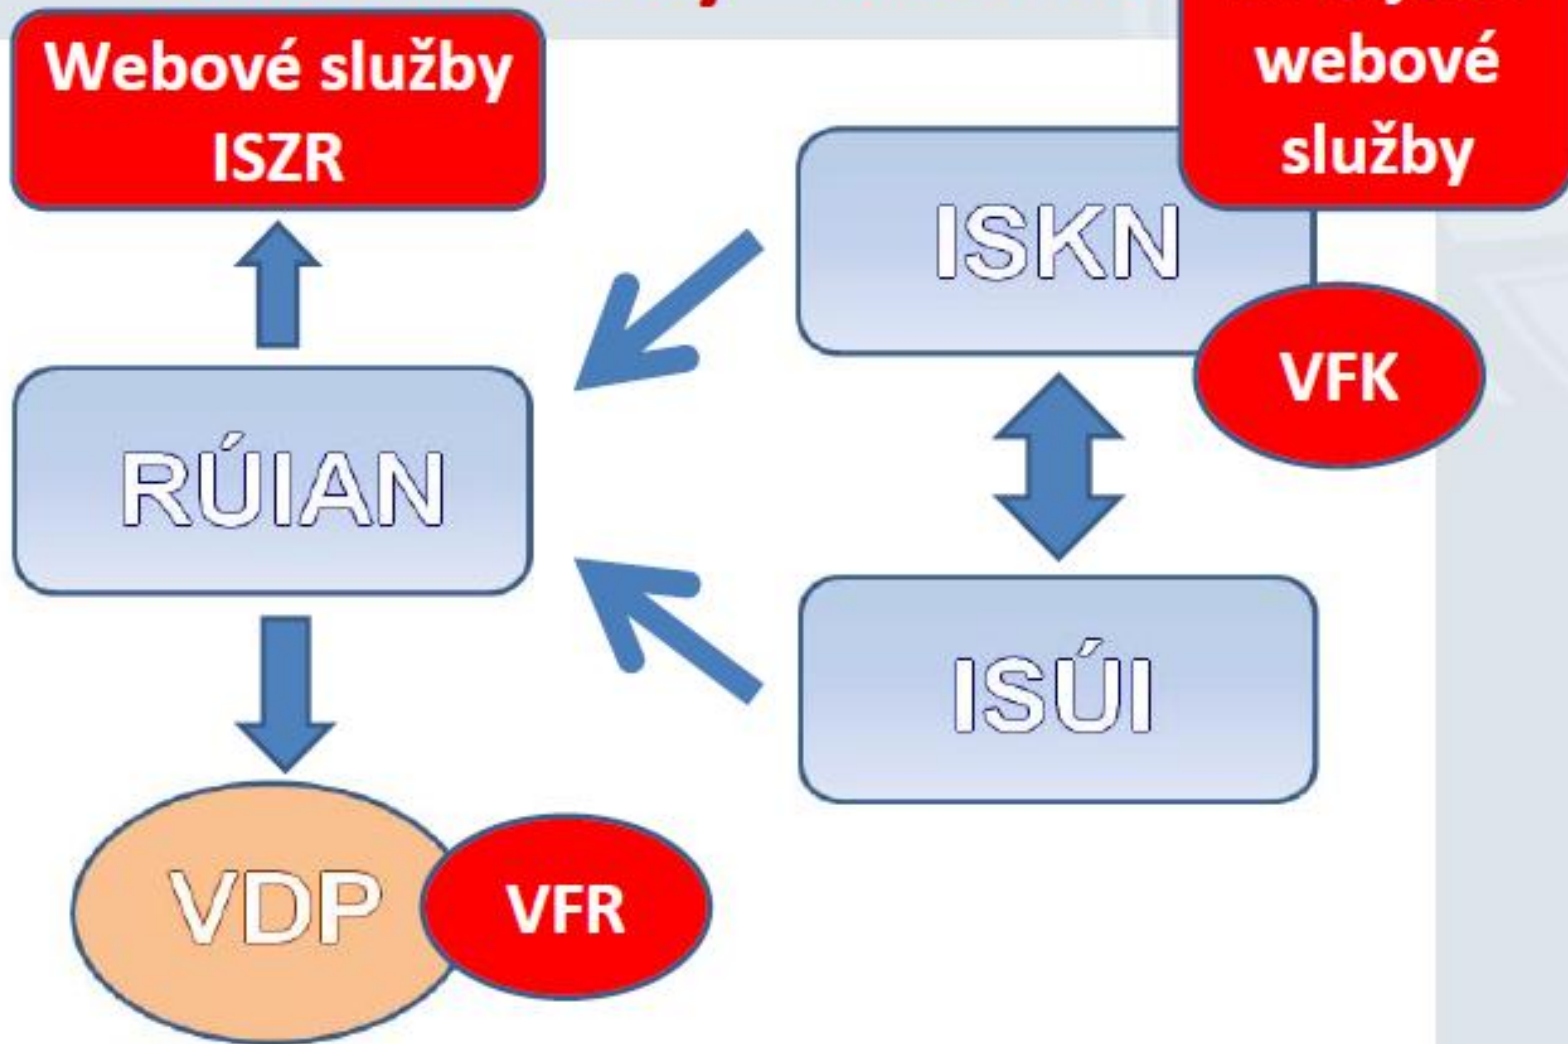 Webové služby
ISZR
webové
služby
ISKN
VFK
RÚIAN
ISÚI
VDP
VFR